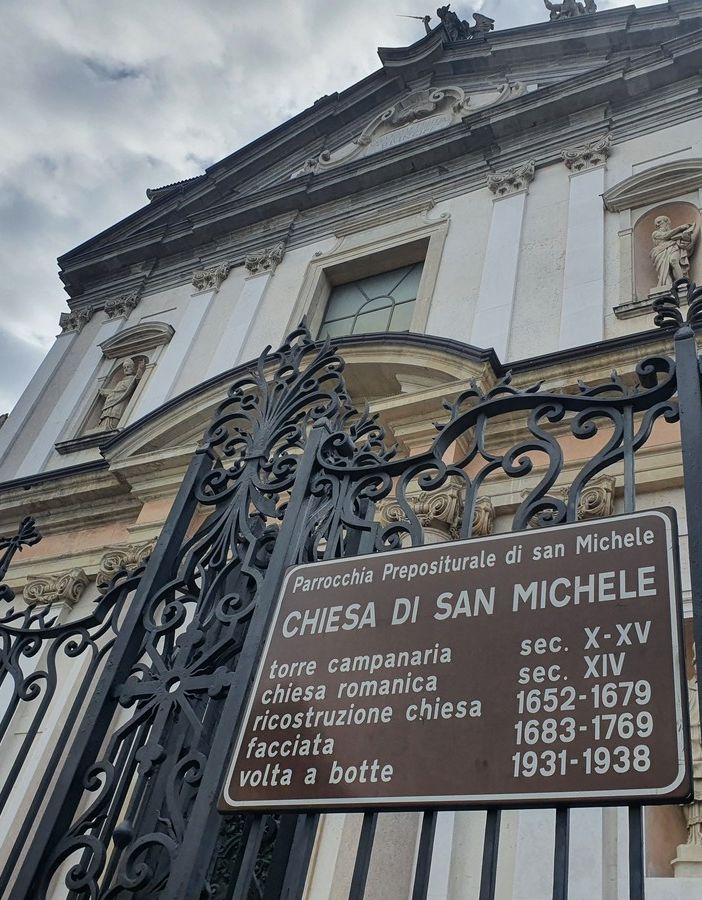 Parrocchia Prepositurale di san Michele
CHIESA DI SAN MICHELE
torre campanaria sec. X-XV
chiesa romanica sec. XIV
ricostruzione chiesa 1652-1679
facciata 1683-1769
volta a botte 1931-1938